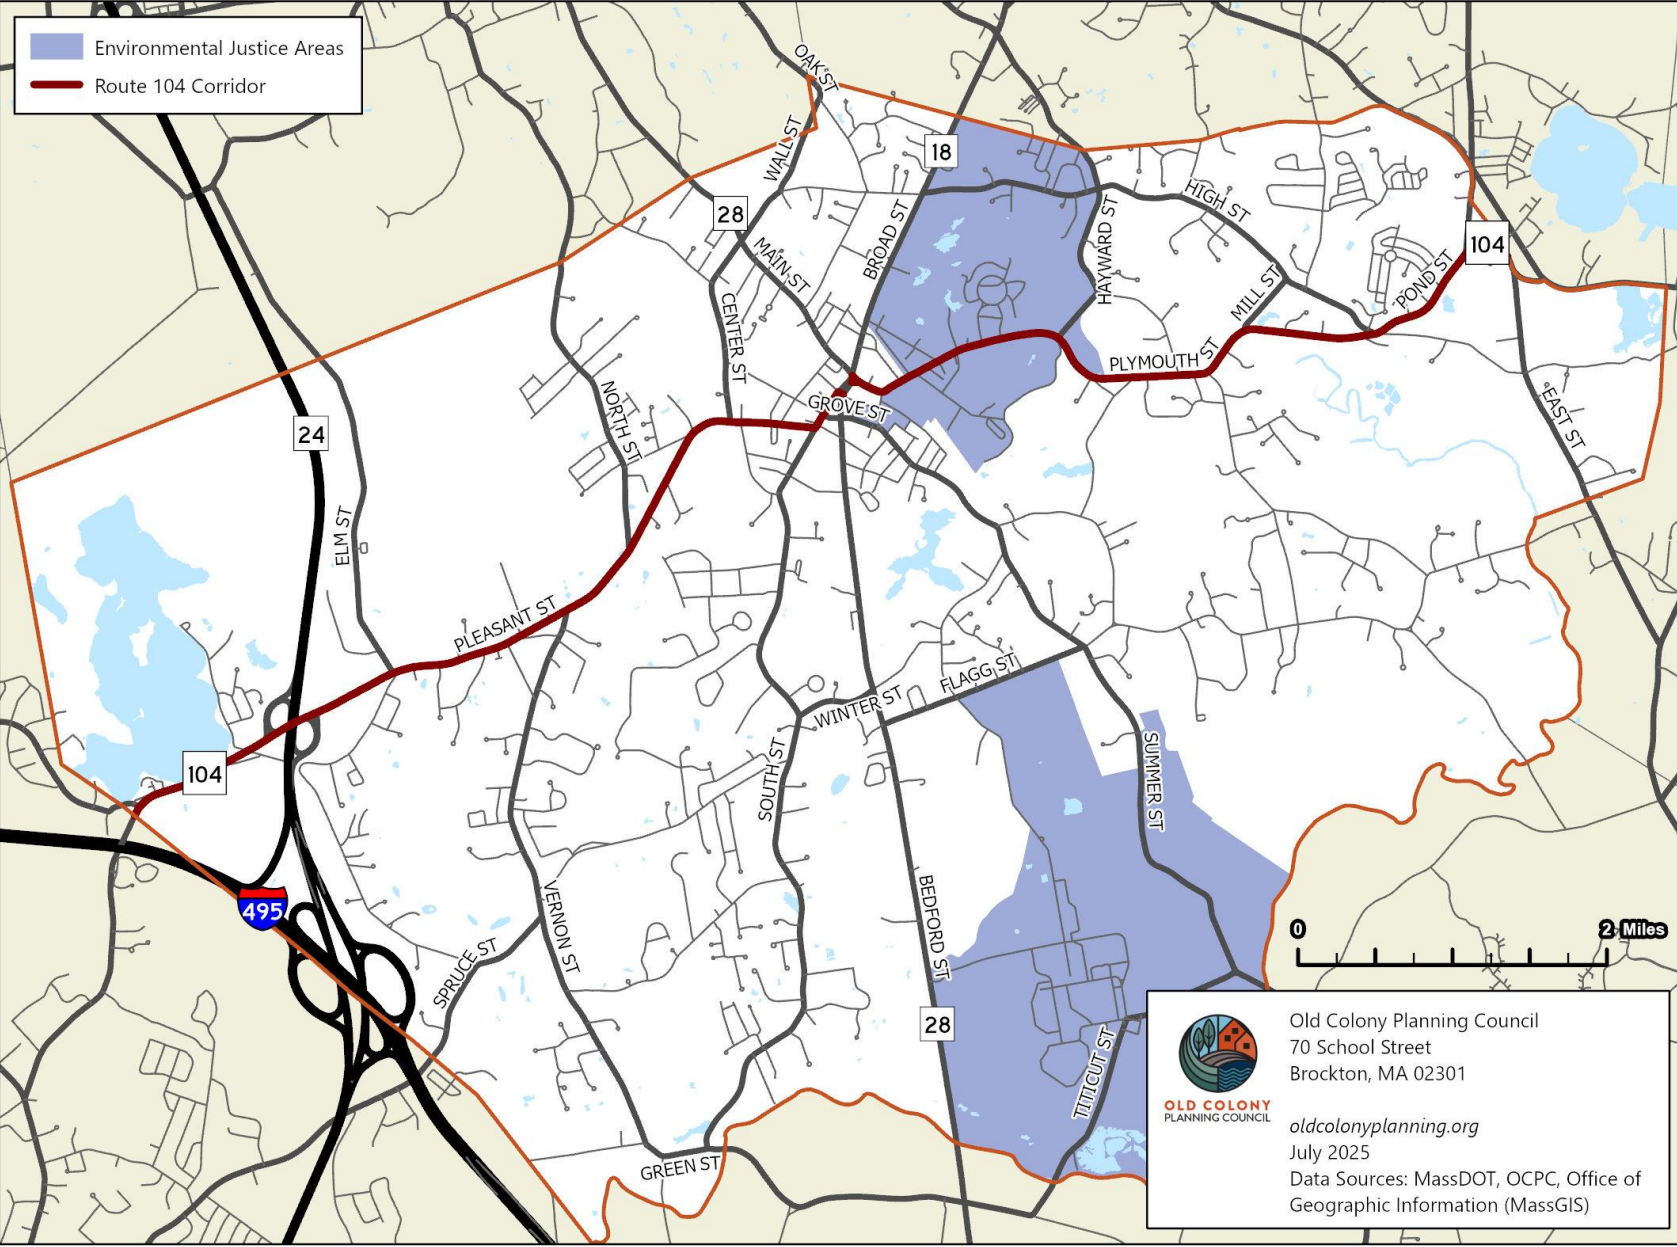 Environmental Justice Areas
Route 104 Corridor
OAK ST
WALL ST
18
28
HIGH ST
BROAD ST
HAYWARD ST
MAIN ST
104
POND ST
MILL ST
CENTER ST
PLYMOUTH ST
GROVE ST
NORTH ST
EAST ST
24
ELM ST
PLEASANT ST
FLAGG ST
WINTER ST
104
SOUTH ST
SUMMER ST
495
VERNON ST
BEDFORD ST
SPRUCE ST
28
TITICUT ST
GREEN ST
0 2 Miles
OLD COLONY
PLANNING COUNCIL
Old Colony Planning Council
70 School Street
Brockton, MA 02301
oldcolonyplanning.org
July 2025
Data Sources: MassDOT, OCPC, Office of
Geographic Information (MassGIS)